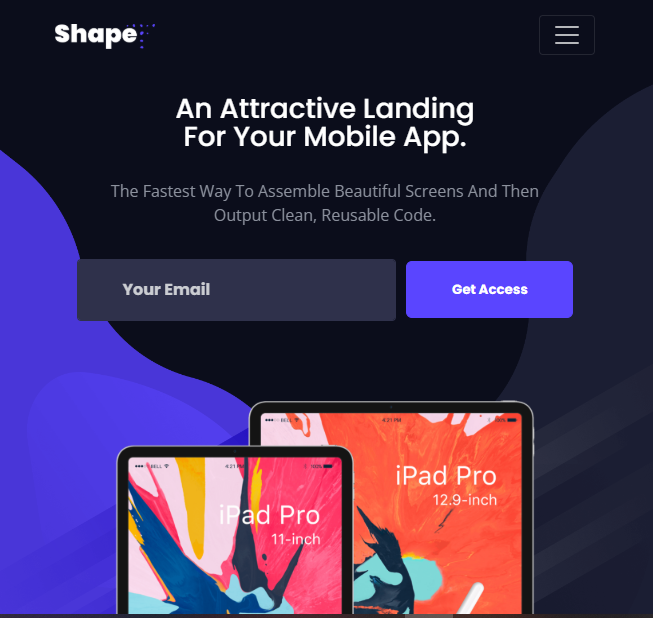 Shape
An Attractive Landing
For Your Mobile App.
The Fastest Way To Assemble Beautiful Screens And Then
Output Clean, Reusable Code.
Your Email
Get Access
BELL
4:21 PM
100%
iPad Pro
12.9-inch
BELL
4:21 PM
100%
iPad Pro
11-inch